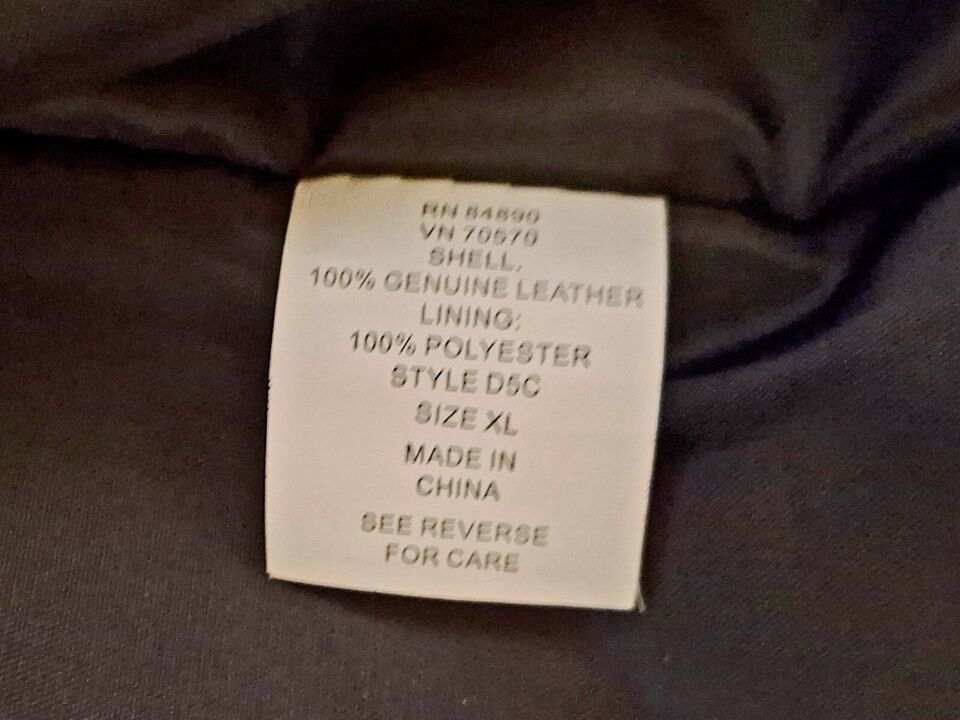 RN 84890
VN 70570
SHELL,
100% GENUINE LEATHER
LINING:
100% POLYESTER
STYLE D5C
SIZE XL
MADE IN
CHINA
SEE REVERSE
FOR CARE